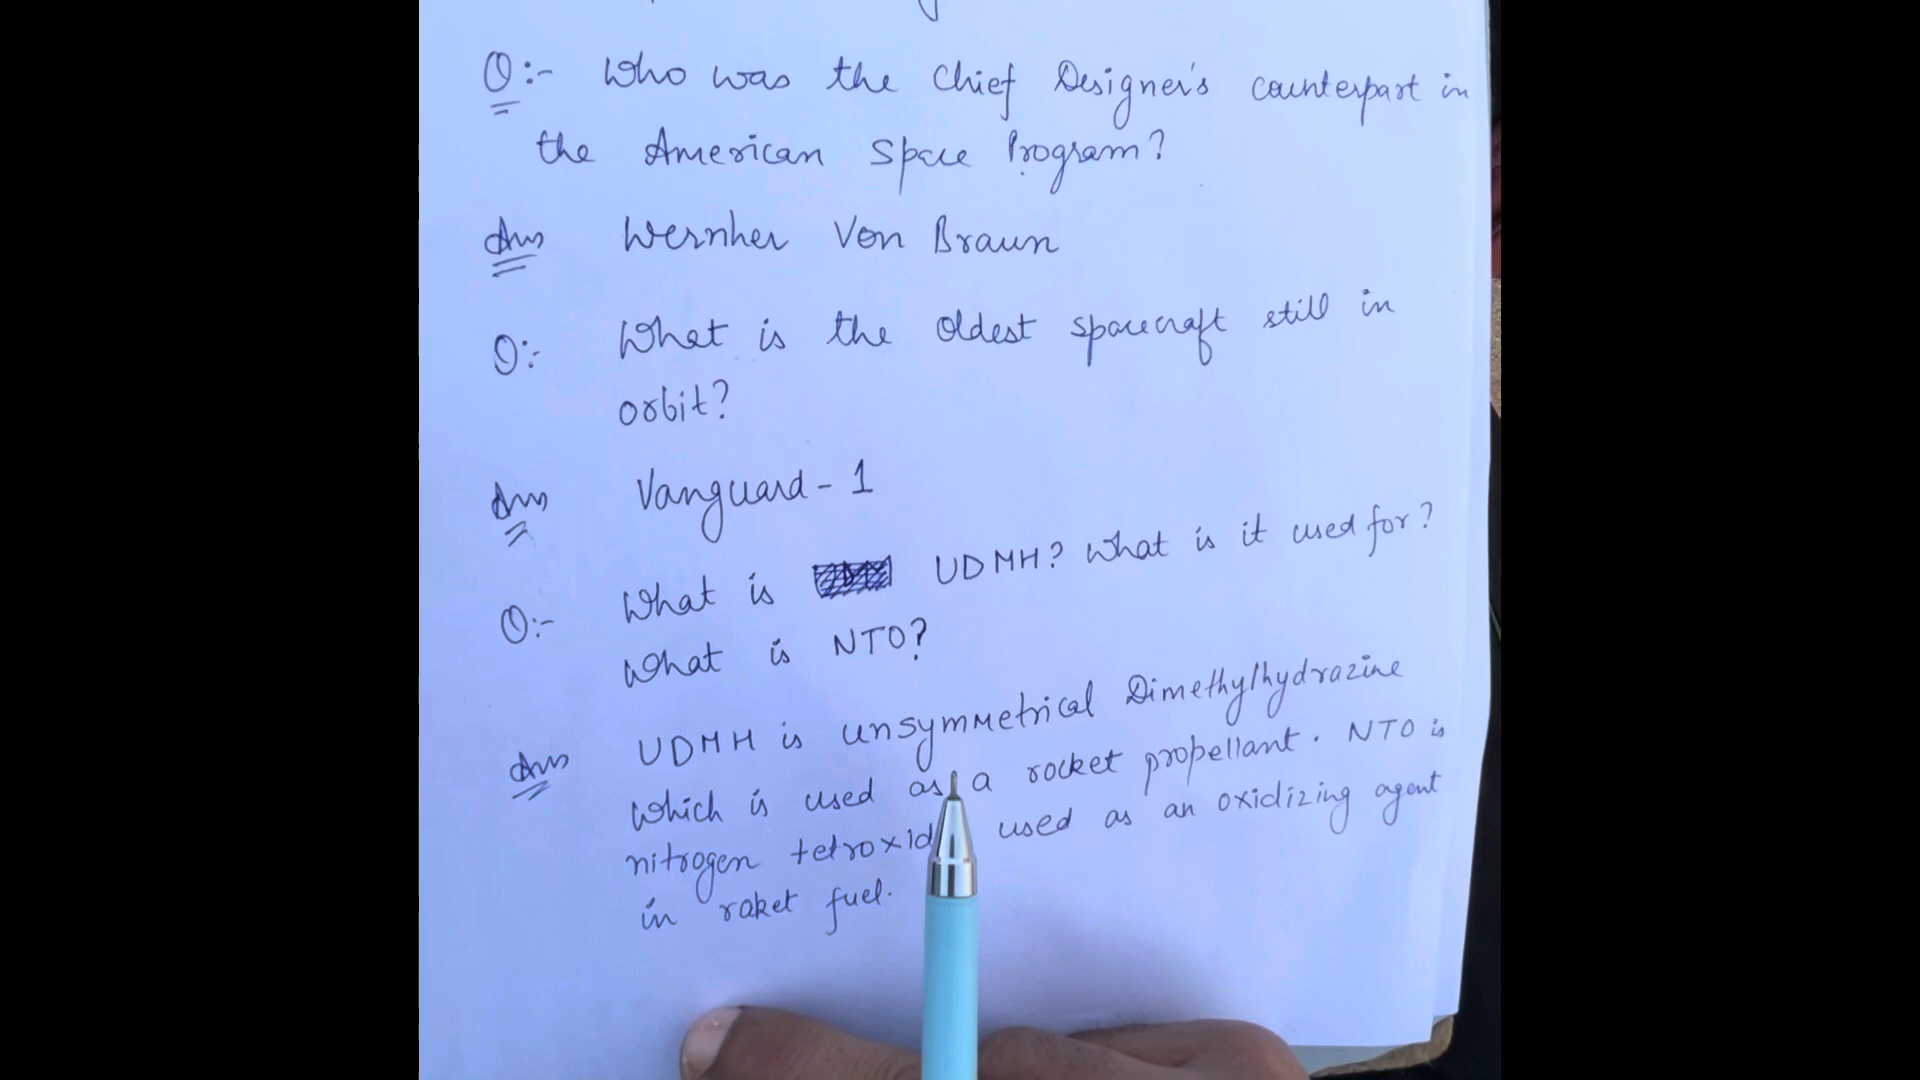 Q:- Who was the Chief Designer's counterpart in
the American Space Program?
Ans Wernher Von Braun
Q:- What is the oldest spacecraft still in
orbit?
Ans Vanguard-1
Q:- What is UDMH? What is it used for?
What is NTO?
Ans UDMH is unsymmetrical Dimethylhydrazine
which is used as a rocket propellant. NTO is
nitrogen tetroxid used as an oxidizing agent
in roket fuel.